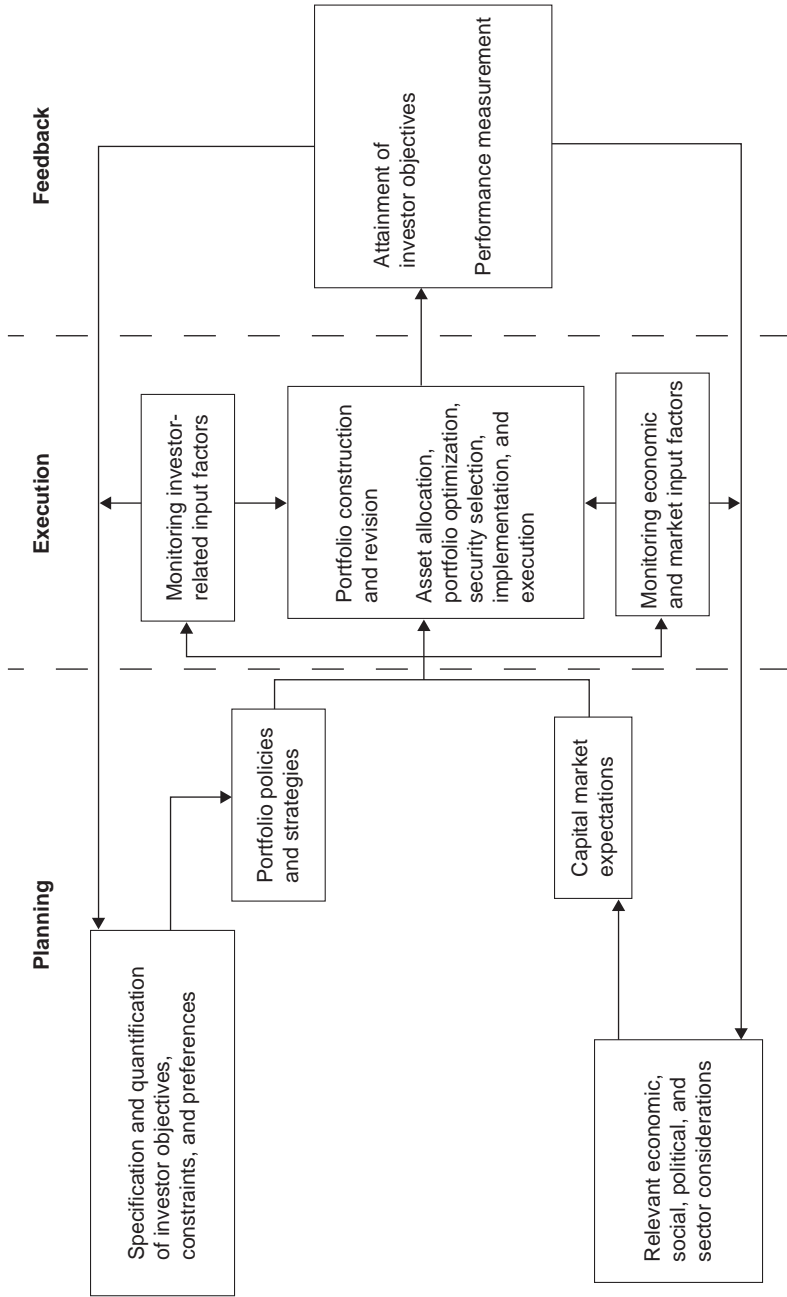 Planning
Execution
Feedback
Specification and quantification
of investor objectives,
constraints, and preferences
Portfolio policies
and strategies
Relevant economic,
social, political, and
sector considerations
Capital market
expectations
Monitoring investor-
related input factors
Portfolio construction
and revision
Asset allocation,
portfolio optimization,
security selection,
implementation, and
execution
Monitoring economic
and market input factors
Attainment of
investor objectives
Performance measurement